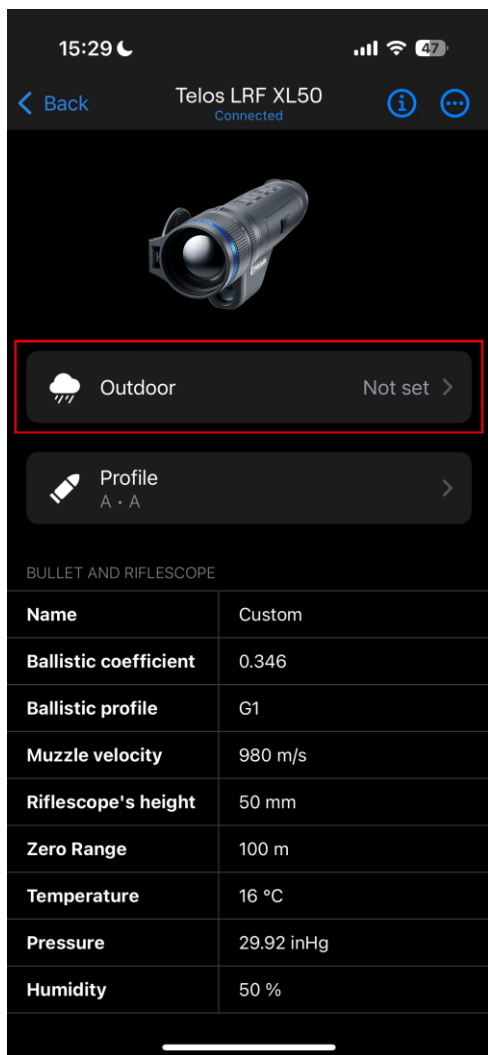 15:29
47
Back
Telos LRF XL50
Connected
Outdoor
Not set
Profile
A • A
BULLET AND RIFLESCOPE
Name Custom
Ballistic coefficient 0.346
Ballistic profile G1
Muzzle velocity 980 m/s
Riflescope's height 50 mm
Zero Range 100 m
Temperature 16 °C
Pressure 29.92 inHg
Humidity 50 %